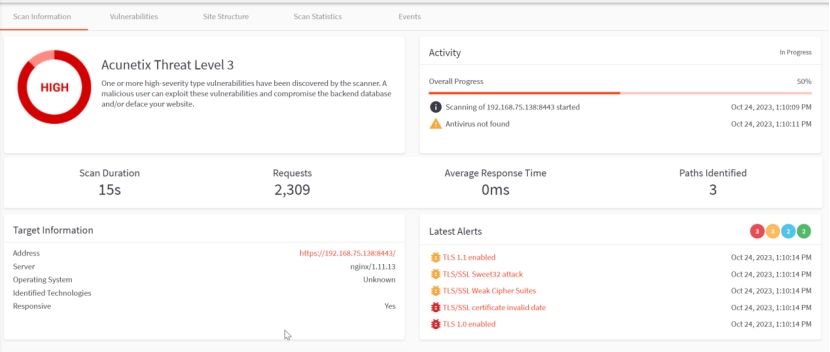 Scan Information Vulnerabilities Site Structure Scan Statistics Events
HIGH
Acunetix Threat Level 3
One or more high-severity type vulnerabilities have been discovered by the scanner. A
malicious user can exploit these vulnerabilities and compromise the backend database
and/or deface your website.
Activity In Progress
Overall Progress 50%
Scanning of 192.168.75.138:8443 started Oct 24, 2023, 1:10:09 PM
Antivirus not found Oct 24, 2023, 1:10:11 PM
Scan Duration Requests Average Response Time Paths Identified
15s 2,309 0ms 3
Target Information
Address https://192.168.75.138:8443/
Server nginx/1.11.13
Operating System Unknown
Identified Technologies
Responsive Yes
Latest Alerts 3 3 2 2
TLS 1.1 enabled Oct 24, 2023, 1:10:14 PM
TLS/SSL Sweet32 attack Oct 24, 2023, 1:10:14 PM
TLS/SSL Weak Cipher Suites Oct 24, 2023, 1:10:14 PM
TLS/SSL certificate invalid date Oct 24, 2023, 1:10:14 PM
TLS 1.0 enabled Oct 24, 2023, 1:10:14 PM